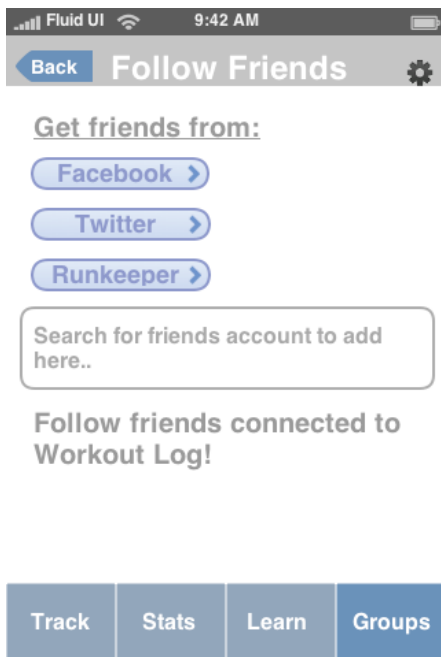 Fluid UI 9:42 AM
Back Follow Friends
Get friends from:
Facebook
Twitter
Runkeeper
Search for friends account to add
here..
Follow friends connected to
Workout Log!
Track Stats Learn Groups